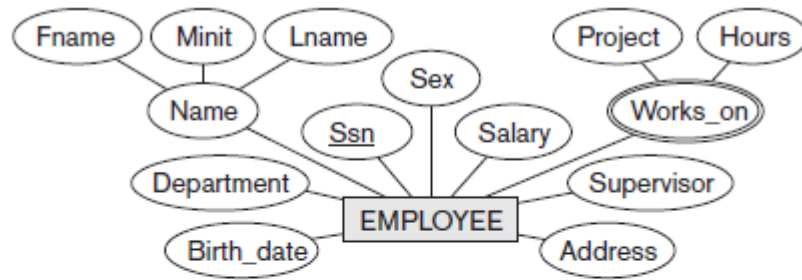 Fname
Minit
Lname
Project
Hours
Sex
Name
Works_on
Ssn
Salary
Department
Supervisor
EMPLOYEE
Birth_date
Address